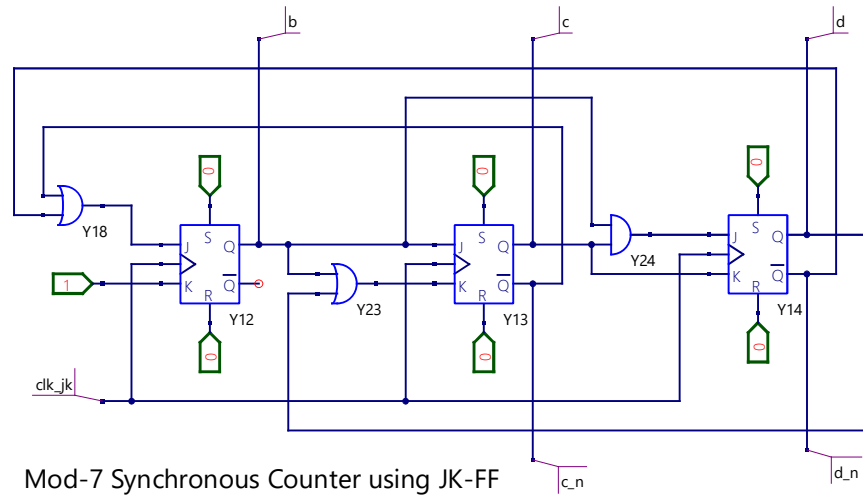 b
c
d
0
0
0
Y18
J
S
Q
K
Q
R
Y12
1
Y23
J
S
Q
K
Q
R
Y13
Y24
J
S
Q
K
Q
R
Y14
0
0
0
clk_jk
c_n
d_n
Mod-7 Synchronous Counter using JK-FF